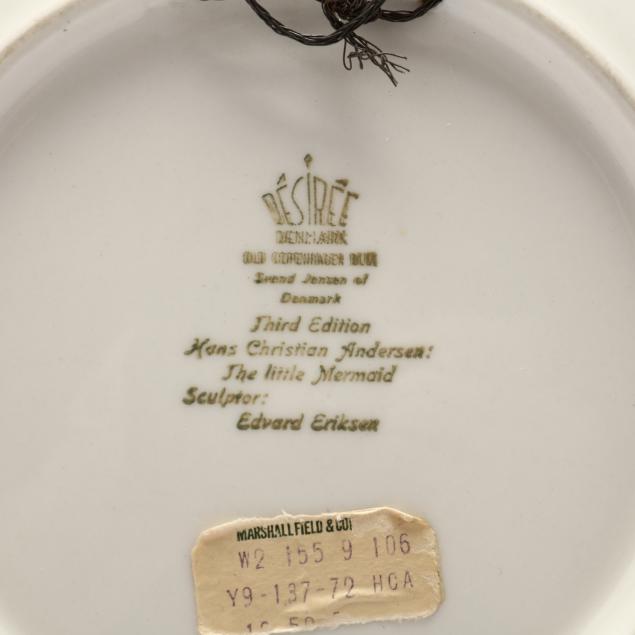 DÉSIRÉE
DENMARK
OLD COPENHAGEN BLUE
Svend Jensen of
Denmark
Third Edition
Hans Christian Andersen:
The little Mermaid
Sculptor:
Edvard Eriksen
MARSHALL FIELD & CO
W2 155 9 106
Y9-137-72 HCA